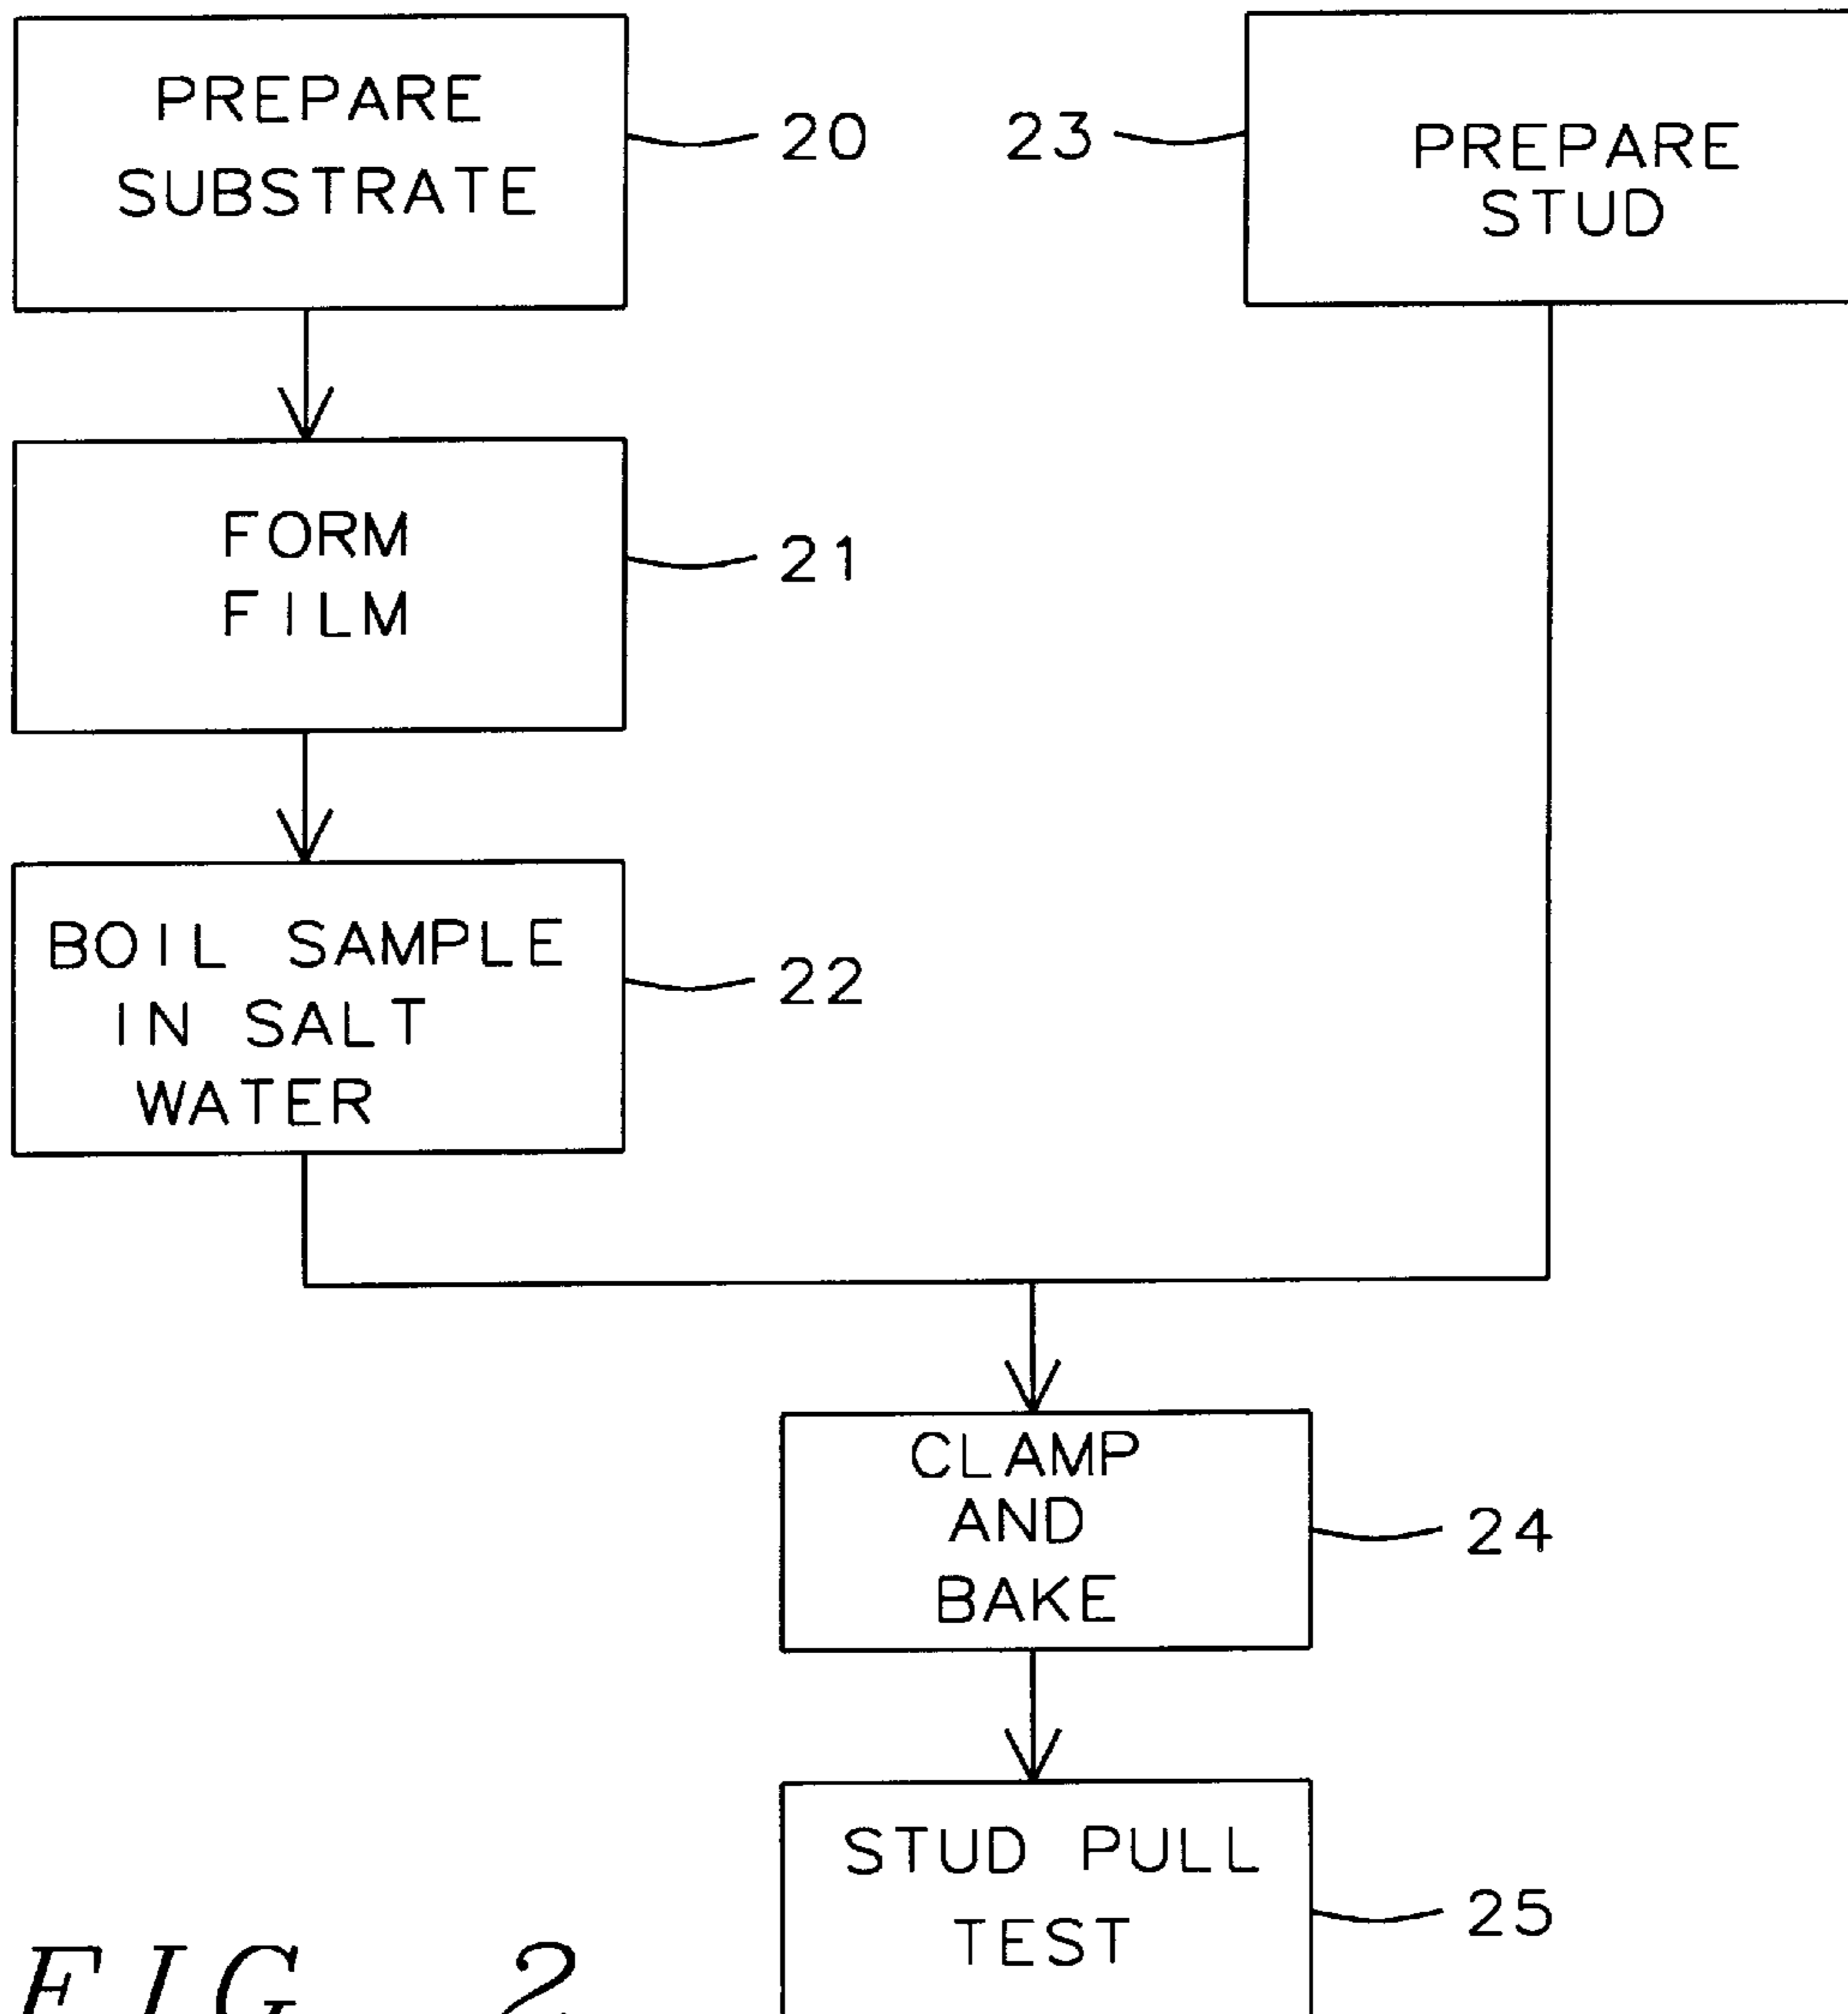 PREPARE
SUBSTRATE
20
23
PREPARE
STUD
FORM
FILM
21
BOIL SAMPLE
IN SALT
WATER
22
CLAMP
AND
BAKE
24
STUD PULL
TEST
25
FIG 2